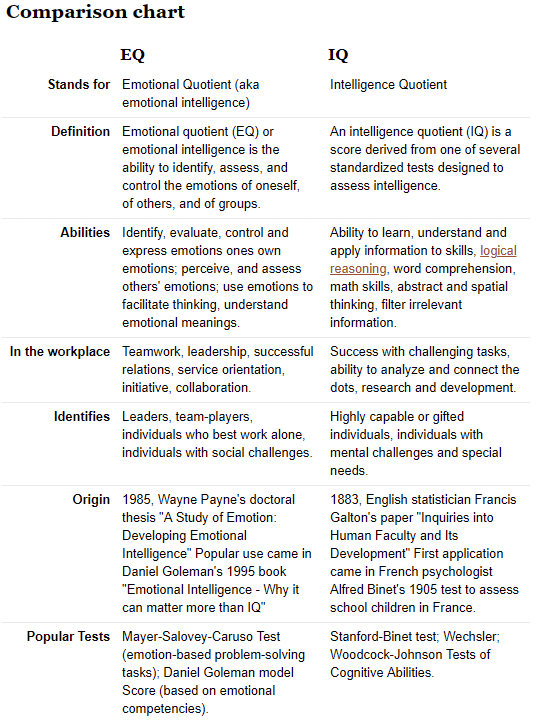 Comparison chart
EQ IQ
Stands for Emotional Quotient (aka Intelligence Quotient
emotional intelligence)
Definition Emotional quotient (EQ) or An intelligence quotient (IQ) is a
emotional intelligence is the score derived from one of several
ability to identify, assess, and standardized tests designed to
control the emotions of oneself, assess intelligence.
of others, and of groups.
Abilities Identify, evaluate, control and Ability to learn, understand and
express emotions ones own apply information to skills, logical
emotions; perceive, and assess reasoning, word comprehension,
others' emotions; use emotions to math skills, abstract and spatial
facilitate thinking, understand thinking, filter irrelevant
emotional meanings. information.
In the workplace Teamwork, leadership, successful Success with challenging tasks,
relations, service orientation, ability to analyze and connect the
initiative, collaboration. dots, research and development.
Identifies Leaders, team-players, Highly capable or gifted
individuals who best work alone, individuals, individuals with
individuals with social challenges. mental challenges and special
needs.
Origin 1985, Wayne Payne's doctoral 1883, English statistician Francis
thesis "A Study of Emotion: Galton's paper "Inquiries into
Developing Emotional Human Faculty and Its
Intelligence" Popular use came in Development" First application
Daniel Goleman's 1995 book came in French psychologist
"Emotional Intelligence - Why it Alfred Binet's 1905 test to assess
can matter more than IQ" school children in France.
Popular Tests Mayer-Salovey-Caruso Test Stanford-Binet test; Wechsler;
(emotion-based problem-solving Woodcock-Johnson Tests of
tasks); Daniel Goleman model Cognitive Abilities.
Score (based on emotional
competencies).